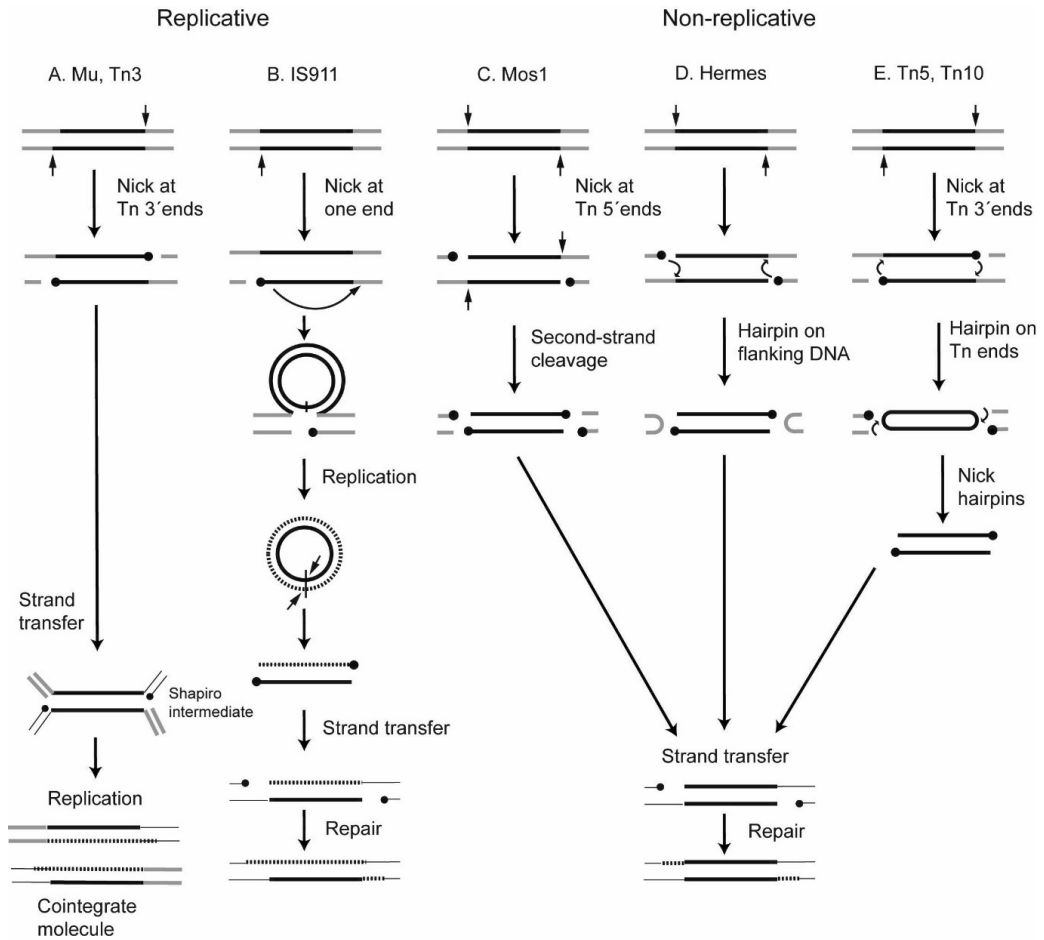 Replicative
Non-replicative
A. Mu, Tn3
B. IS911
C. Mos1
D. Hermes
E. Tn5, Tn10
Nick at
Tn 3´ends
Nick at
one end
Nick at
Tn 5´ends
Nick at
Tn 3´ends
Second-strand
cleavage
Hairpin on
flanking DNA
Hairpin on
Tn ends
Replication
Nick
hairpins
Strand
transfer
Shapiro
intermediate
Strand transfer
Strand transfer
Replication
Repair
Repair
Cointegrate
molecule